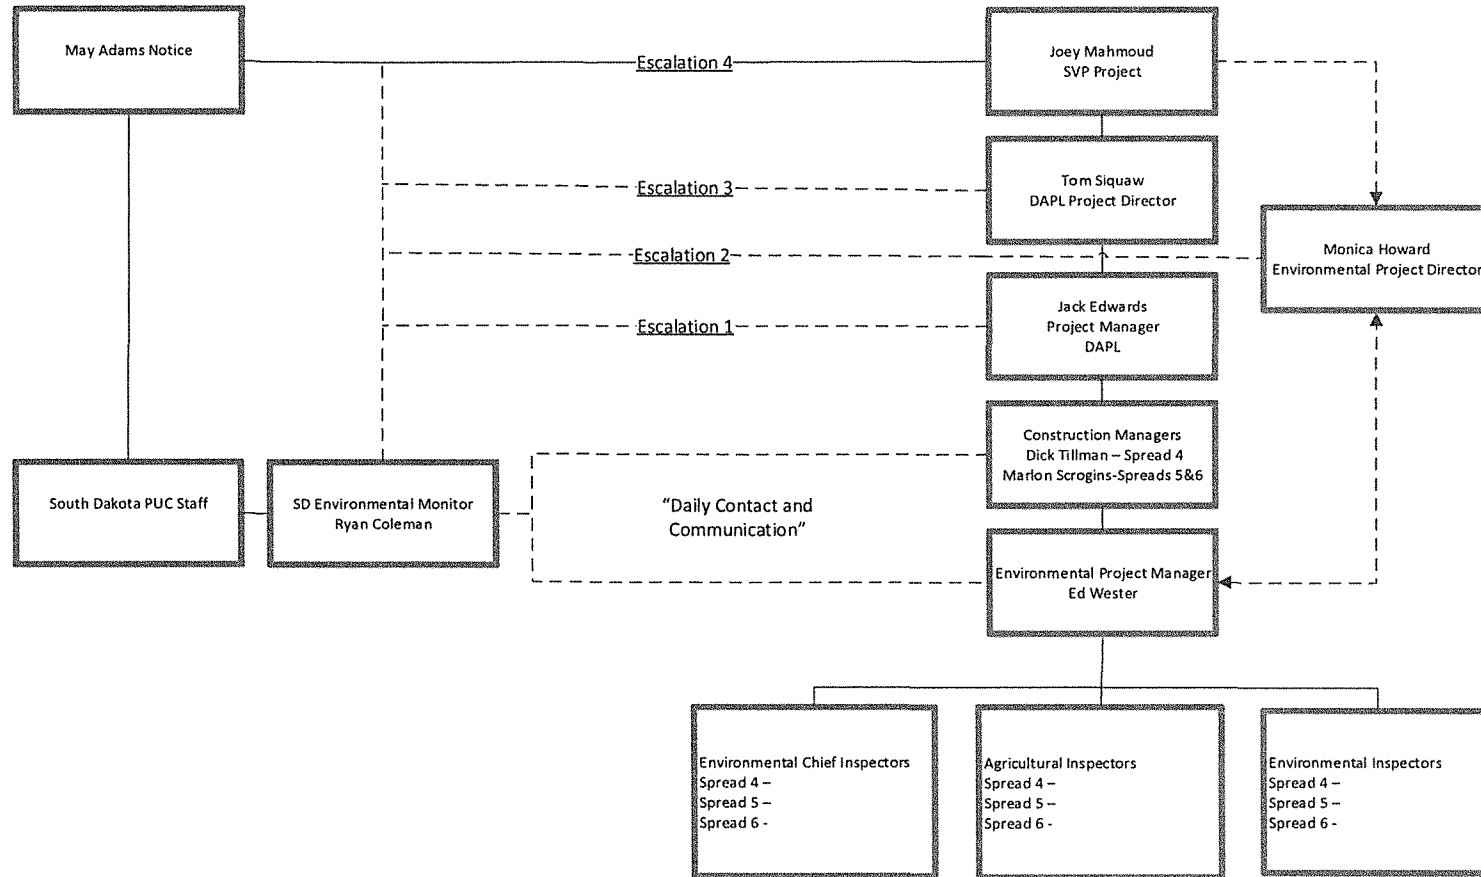 May Adams Notice
Escalation 4
Joey Mahmoud
SVP Project
Escalation 3
Tom Siquaw
DAPL Project Director
Escalation 2
Monica Howard
Environmental Project Director
Escalation 1
Jack Edwards
Project Manager
DAPL
Construction Managers
Dick Tillman – Spread 4
Marlon Scrogins-Spreads 5&6
South Dakota PUC Staff
SD Environmental Monitor
Ryan Coleman
"Daily Contact and
Communication"
Environmental Project Manager
Ed Wester
Environmental Chief Inspectors
Spread 4 –
Spread 5 –
Spread 6 -
Agricultural Inspectors
Spread 4 –
Spread 5 –
Spread 6 -
Environmental Inspectors
Spread 4 –
Spread 5 –
Spread 6 -